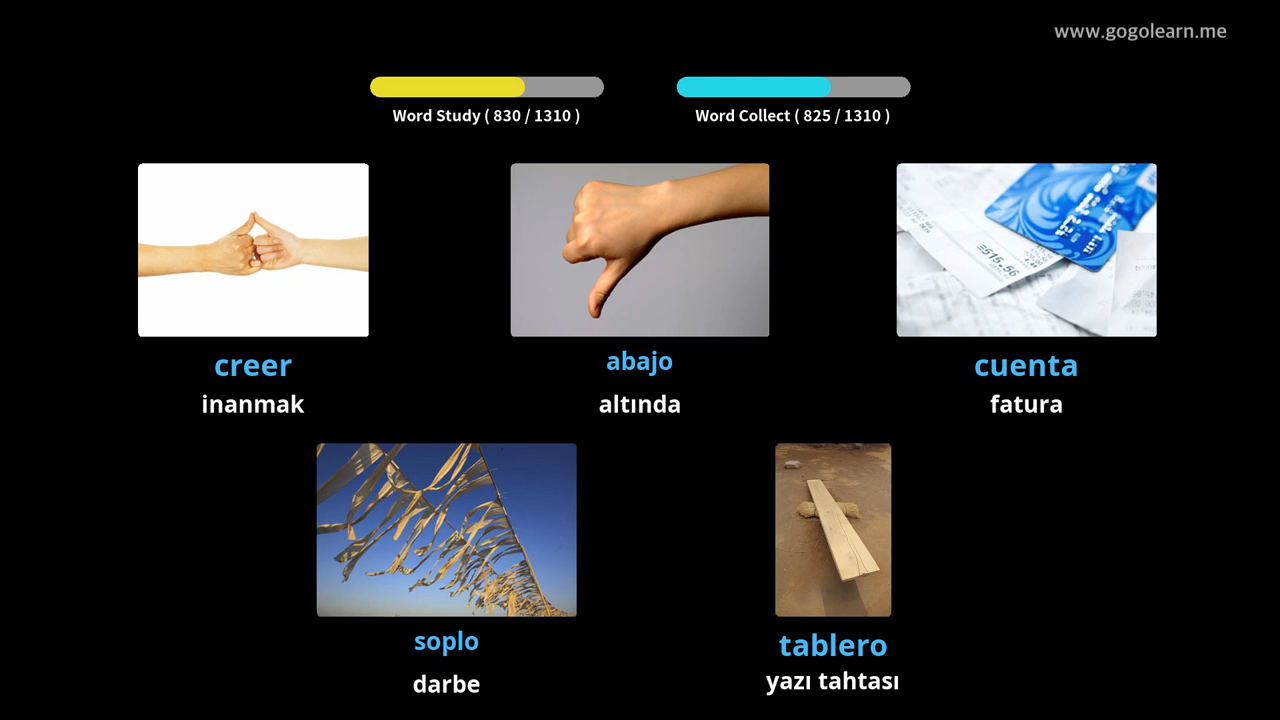 www.gogolearn.me
Word Study ( 830 / 1310 )
Word Collect ( 825 / 1310 )
creer
inanmak
abajo
altında
cuenta
fatura
soplo
darbe
tablero
yazı tahtası